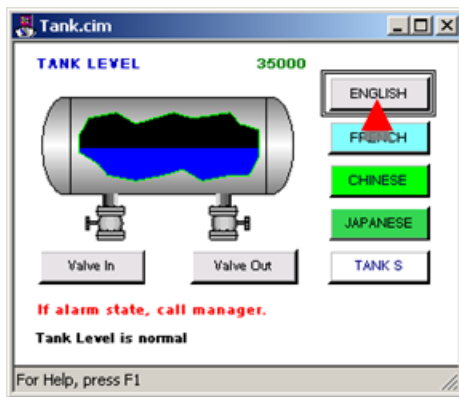 Tank.cim
TANK LEVEL 35000
ENGLISH
FRENCH
CHINESE
JAPANESE
Valve In Valve Out TANK S
If alarm state, call manager.
Tank Level is normal
For Help, press F1